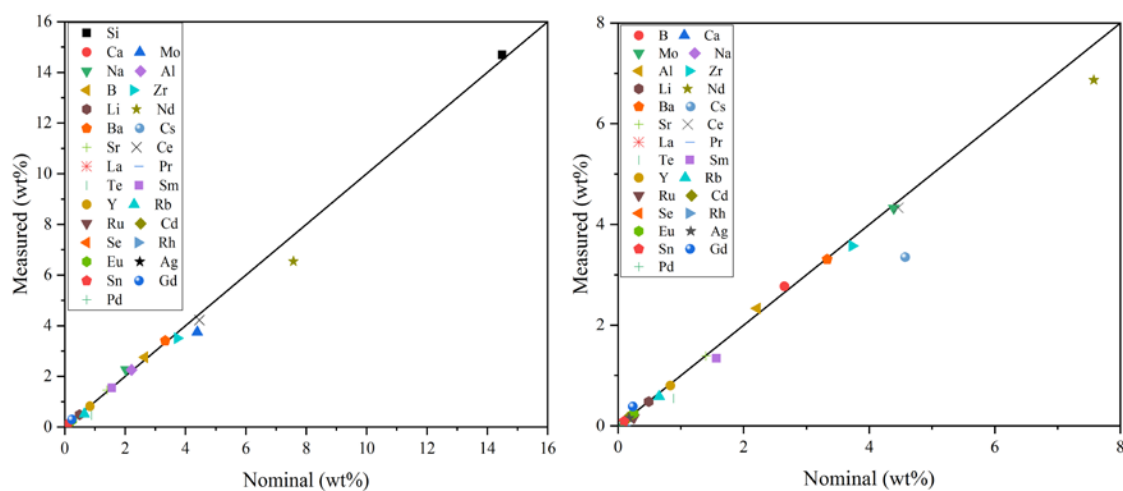 16
14
12
10
8
6
4
2
0
Measured (wt%)
Si
Ca Mo
Na Al
B Zr
Li Nd
Ba Cs
Sr Ce
La Pr
Te Sm
Y Rb
Ru Cd
Se Rh
Eu Ag
Sn Gd
Pd
0 2 4 6 8 10 12 14 16
Nominal (wt%)
8
6
4
2
0
Measured (wt%)
B Ca
Mo Na
Al Zr
Li Nd
Ba Cs
Sr Ce
La Pr
Te Sm
Y Rb
Ru Cd
Se Rh
Eu Ag
Sn Gd
Pd
0 2 4 6 8
Nominal (wt%)